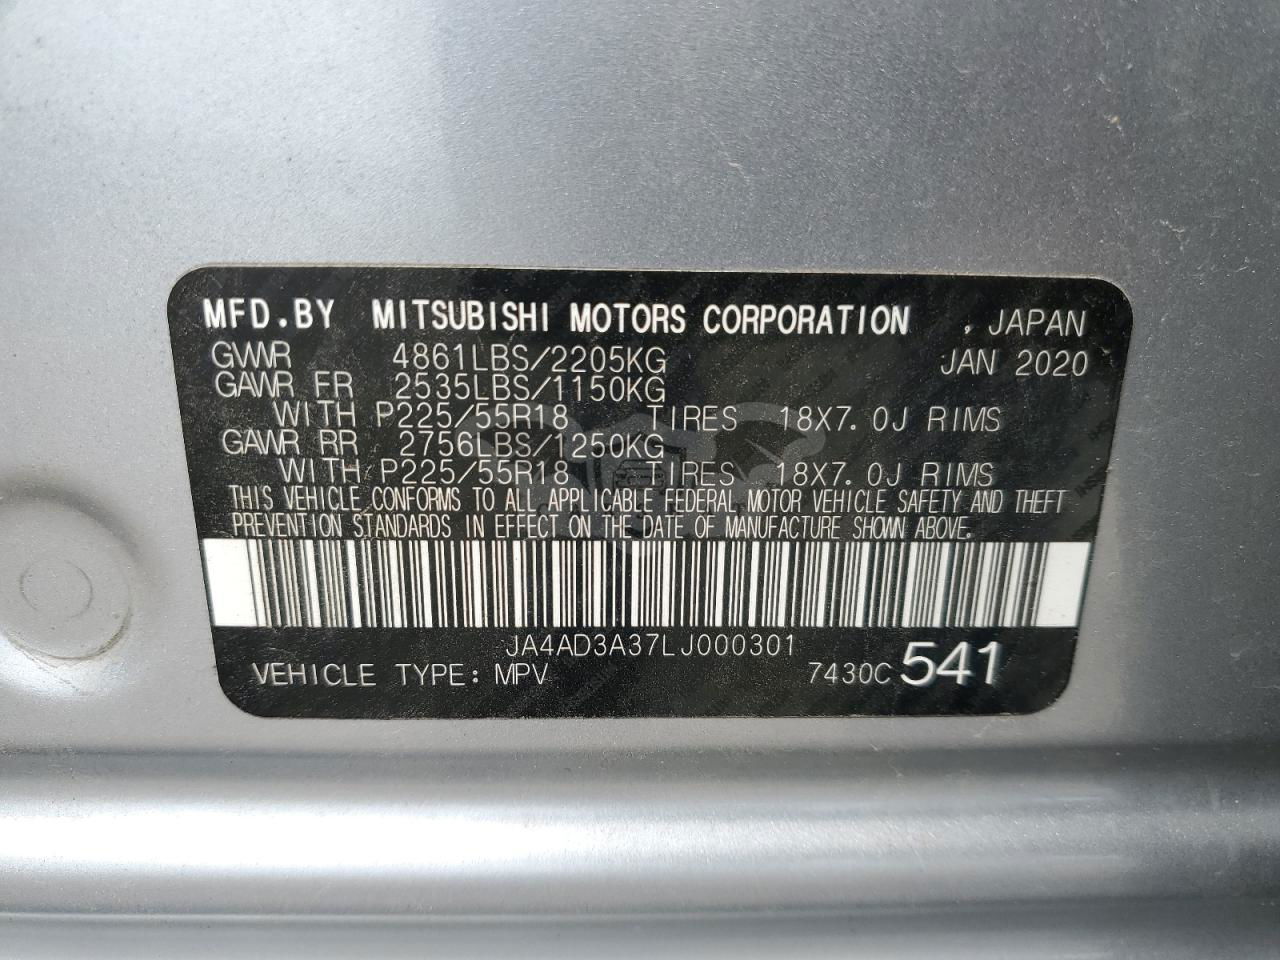 MFD.BY MITSUBISHI MOTORS CORPORATION , JAPAN
GVWR 4861LBS/2205KG JAN 2020
GAWR FR 2535LBS/1150KG
WITH P225/55R18 TIRES 18X7.0J RIMS
GAWR RR 2756LBS/1250KG
WITH P225/55R18 TIRES 18X7.0J RIMS
THIS VEHICLE CONFORMS TO ALL APPLICABLE FEDERAL MOTOR VEHICLE SAFETY AND THEFT
PREVENTION STANDARDS IN EFFECT ON THE DATE OF MANUFACTURE SHOWN ABOVE.
JA4AD3A37LJ000301
VEHICLE TYPE: MPV 7430C 541